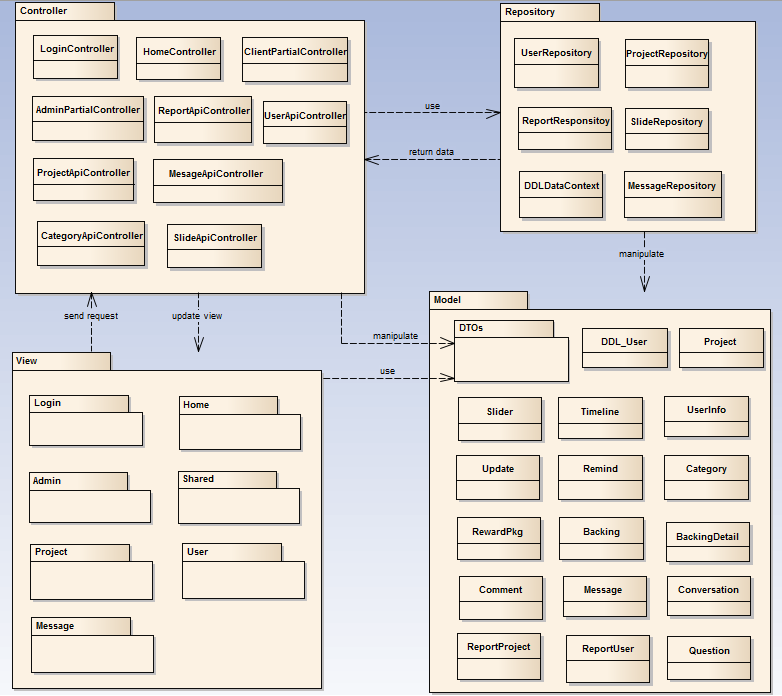 Controller
LoginController
HomeController
ClientPartialController
AdminPartialController
ReportApiController
UserApiController
ProjectApiController
MesageApiController
CategoryApiController
SlideApiController
use
return data
Repository
UserRepository
ProjectRepository
ReportResponsitoy
SlideRepository
DDLDataContext
MessageRepository
manipulate
send request
update view
manipulate
use
View
Login
Home
Admin
Shared
Project
User
Message
Model
DTOs
DDL_User
Project
Slider
Timeline
UserInfo
Update
Remind
Category
RewardPkg
Backing
BackingDetail
Comment
Message
Conversation
ReportProject
ReportUser
Question